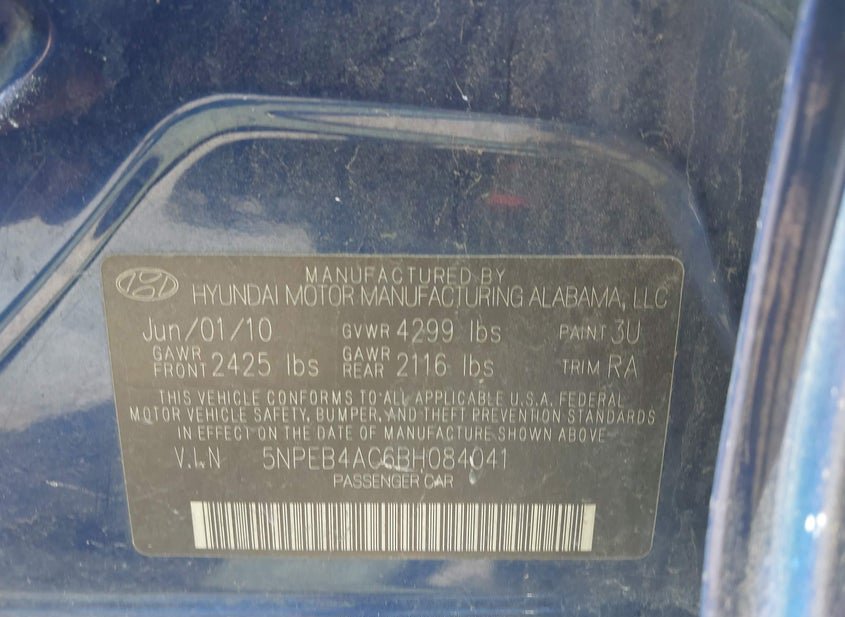 MANUFACTURED BY
HYUNDAI MOTOR MANUFACTURING ALABAMA, LLC
Jun/01/10 GVWR 4299 lbs PAINT 3U
GAWR FRONT 2425 lbs GAWR REAR 2116 lbs TRIM RA
THIS VEHICLE CONFORMS TO ALL APPLICABLE U.S.A. FEDERAL
MOTOR VEHICLE SAFETY, BUMPER, AND THEFT PREVENTION STANDARDS
IN EFFECT ON THE DATE OF MANUFACTURE SHOWN ABOVE.
V.I.N 5NPEB4AC6BH084041
PASSENGER CAR